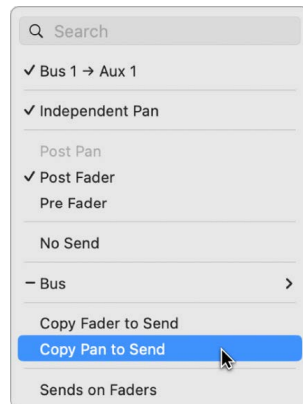 Search
✓ Bus 1 → Aux 1
✓ Independent Pan
Post Pan
✓ Post Fader
Pre Fader
No Send
– Bus >
Copy Fader to Send
Copy Pan to Send
Sends on Faders